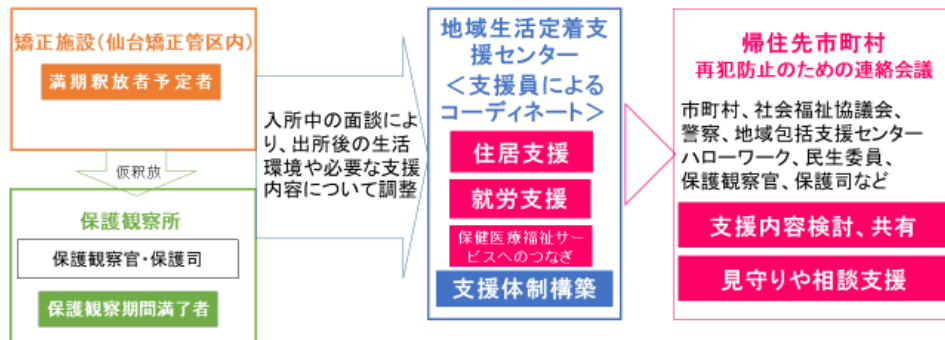 矯正施設(仙台矯正管区内)
満期釈放者予定者
仮釈放
保護観察所
保護観察官・保護司
保護観察期間満了者
入所中の面談によ
り、出所後の生活
環境や必要な支援
内容について調整
地域生活定着支
援センター
＜支援員による
コーディネート＞
住居支援
就労支援
保健医療福祉サー
ビスへのつなぎ
支援体制構築
帰住先市町村
再犯防止のための連絡会議
市町村、社会福祉協議会、
警察、地域包括支援センター
ハローワーク、民生委員、
保護観察官、保護司など
支援内容検討、共有
見守りや相談支援